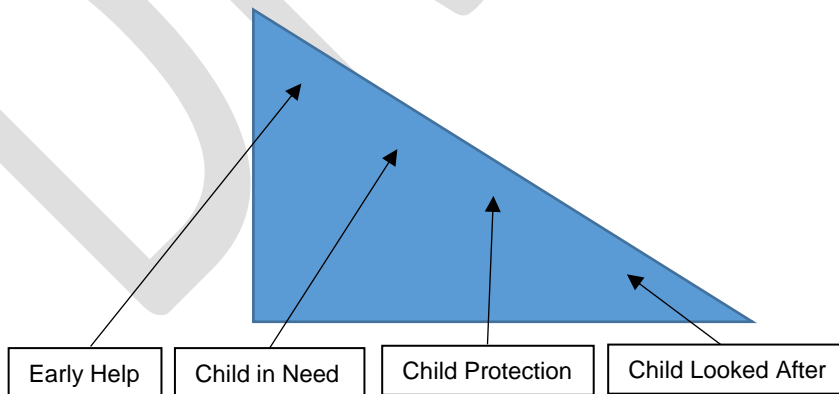 Early Help
Child in Need
Child Protection
Child Looked After